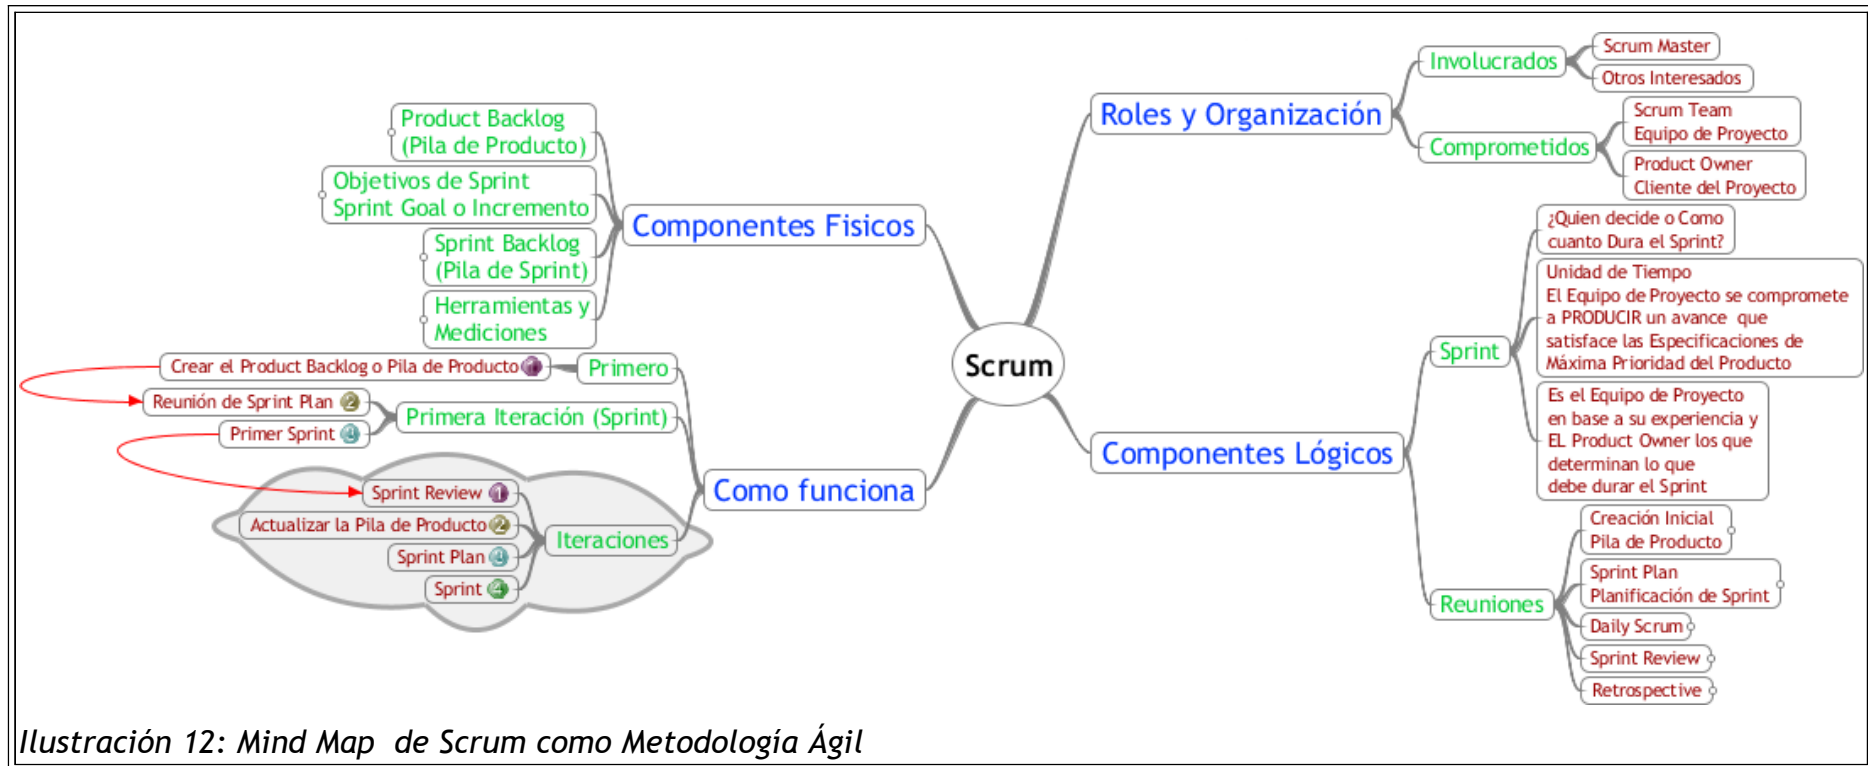 Product Backlog
(Pila de Producto)
Objetivos de Sprint
Sprint Goal o Incremento
Sprint Backlog
(Pila de Sprint)
Herramientas y
Mediciones
Componentes Fisicos
Crear el Product Backlog o Pila de Producto
Primero
Reunión de Sprint Plan 2
Primer Sprint
Primera Iteración (Sprint)
Sprint Review 1
Actualizar la Pila de Producto 2
Sprint Plan
Sprint 4
Iteraciones
Como funciona
Scrum
Roles y Organización
Involucrados
Scrum Master
Otros Interesados
Comprometidos
Scrum Team
Equipo de Proyecto
Product Owner
Cliente del Proyecto
Componentes Lógicos
Sprint
¿Quien decide o Como
cuanto Dura el Sprint?
Unidad de Tiempo
El Equipo de Proyecto se compromete
a PRODUCIR un avance que
satisface las Especificaciones de
Máxima Prioridad del Producto
Es el Equipo de Proyecto
en base a su experiencia y
EL Product Owner los que
determinan lo que
debe durar el Sprint
Reuniones
Creación Inicial
Pila de Producto
Sprint Plan
Planificación de Sprint
Daily Scrum
Sprint Review
Retrospective
Ilustración 12: Mind Map de Scrum como Metodología Ágil